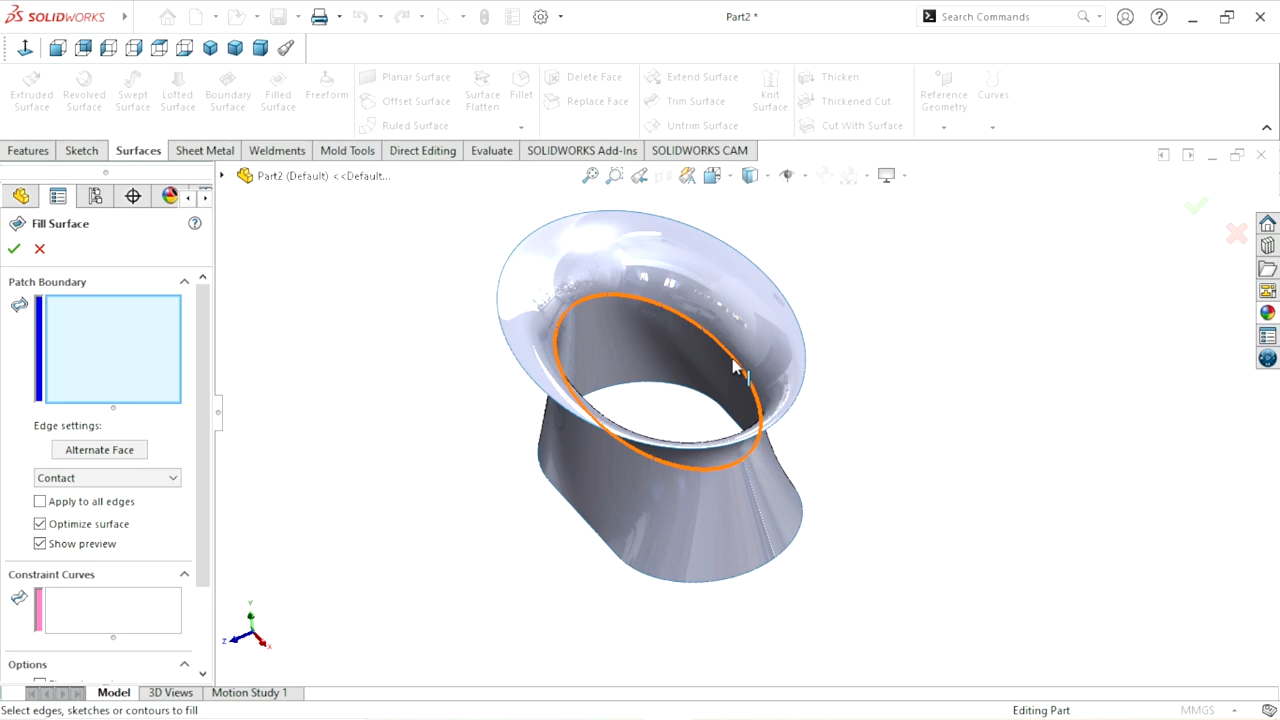 SOLIDWORKS
Part2 *
Search Commands
Extruded Surface
Revolved Surface
Swept Surface
Lofted Surface
Boundary Surface
Filled Surface
Freeform
Planar Surface
Offset Surface
Ruled Surface
Surface Flatten
Fillet
Delete Face
Replace Face
Extend Surface
Trim Surface
Untrim Surface
Knit Surface
Thicken
Thickened Cut
Cut With Surface
Reference Geometry
Curves
Features
Sketch
Surfaces
Sheet Metal
Weldments
Mold Tools
Direct Editing
Evaluate
SOLIDWORKS Add-Ins
SOLIDWORKS CAM
Part2 (Default) <<Default...
Fill Surface
Patch Boundary
Edge settings:
Alternate Face
Contact
Apply to all edges
Optimize surface
Show preview
Constraint Curves
Options
Y
Z
X
Model
3D Views
Motion Study 1
Select edges, sketches or contours to fill
Editing Part
MMGS